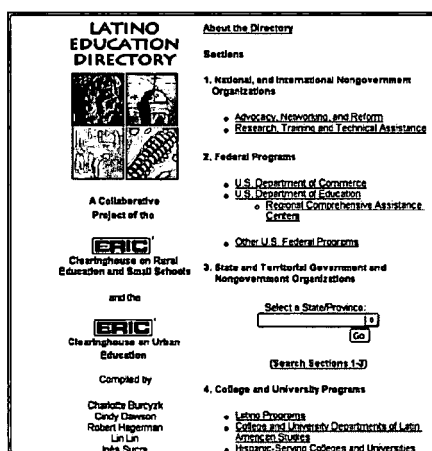 LATINO
EDUCATION
DIRECTORY
A Collaborative
Project of the
ERIC
Clearinghouse on Rural
Education and Small Schools
and the
ERIC
Clearinghouse on Urban
Education
Compiled by
Charlotte Burcyzk
Cindy Dawson
Robert Hagerman
Lin Lin
Inés Sucre
About the Directory
Sections
1. National, and International Nongovernment
Organizations
Advocacy, Networking, and Reform
Research, Training and Technical Assistance
2. Federal Programs
U.S. Department of Commerce
U.S. Department of Education
Regional Comprehensive Assistance
Centers
Other U.S. Federal Programs
3. State and Territorial Government and
Nongovernment Organizations
Select a State/Province:
Go
(Search Sections 1-3)
4. College and University Programs
Latino Programs
College and University Departments of Latin
American Studies
Hispanic-Serving Colleges and Universities